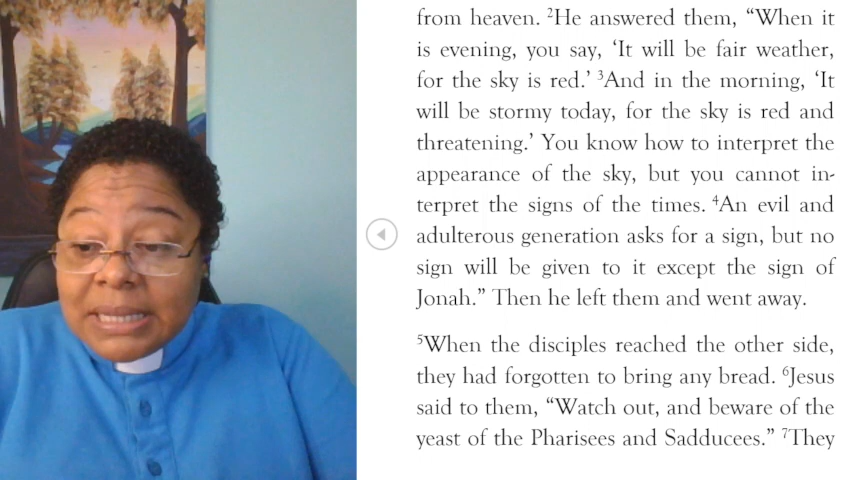 from heaven. ²He answered them, “When it
is evening, you say, ‘It will be fair weather,
for the sky is red.’ ³And in the morning, ‘It
will be stormy today, for the sky is red and
threatening.’ You know how to interpret the
appearance of the sky, but you cannot in-
terpret the signs of the times. ⁴An evil and
adulterous generation asks for a sign, but no
sign will be given to it except the sign of
Jonah.” Then he left them and went away.
⁵When the disciples reached the other side,
they had forgotten to bring any bread. ⁶Jesus
said to them, “Watch out, and beware of the
yeast of the Pharisees and Sadducees.” ⁷They